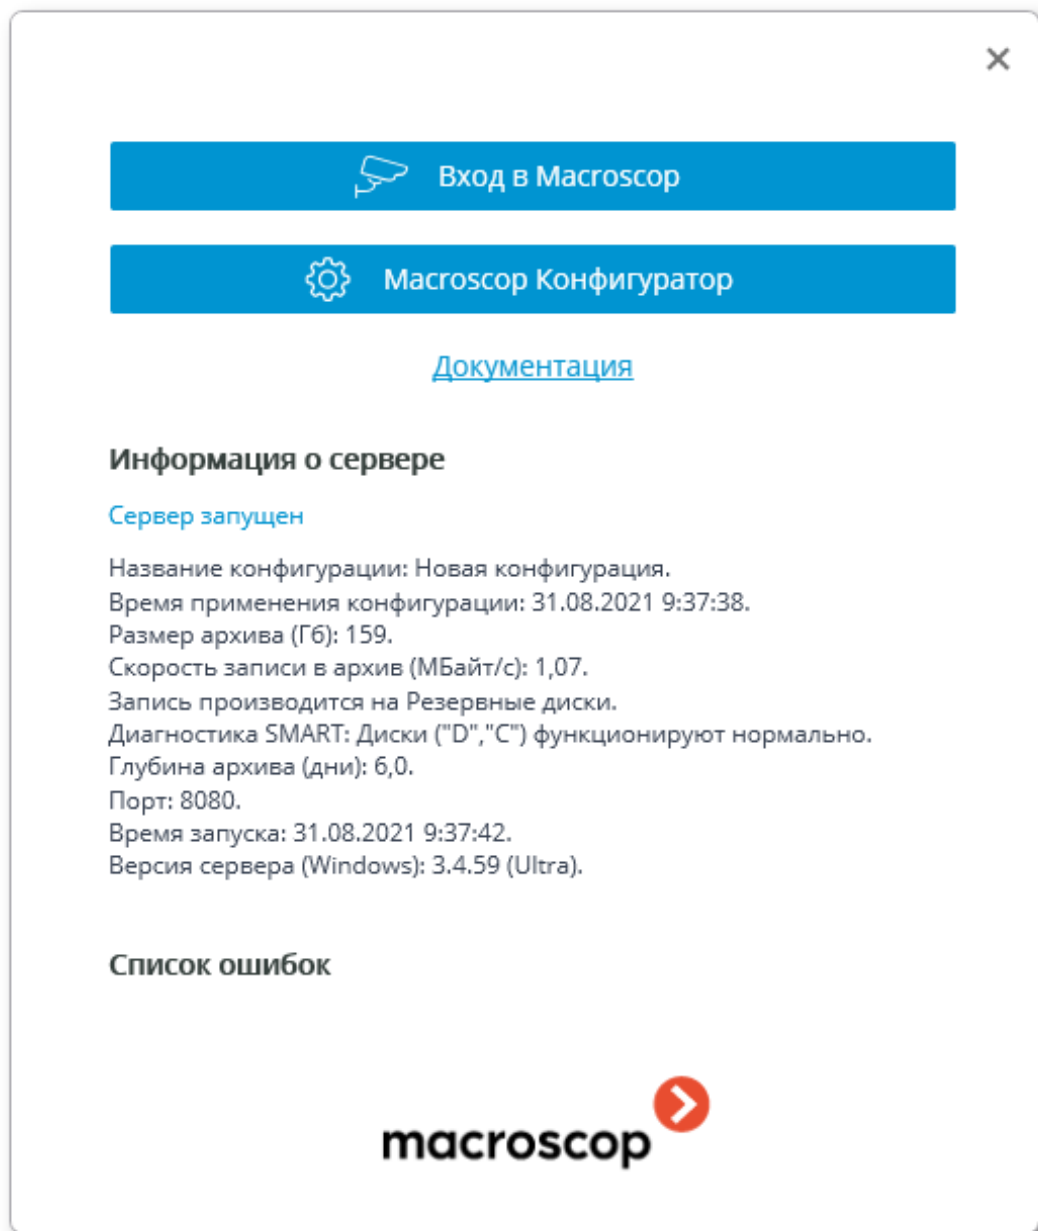 Вход в Macroscop
Macroscop Конфигуратор
Документация
Информация о сервере
Сервер запущен
Название конфигурации: Новая конфигурация.
Время применения конфигурации: 31.08.2021 9:37:38.
Размер архива (Гб): 159.
Скорость записи в архив (МБайт/с): 1,07.
Запись производится на Резервные диски.
Диагностика SMART: Диски ("D","C") функционируют нормально.
Глубина архива (дни): 6,0.
Порт: 8080.
Время запуска: 31.08.2021 9:37:42.
Версия сервера (Windows): 3.4.59 (Ultra).
Список ошибок
macroscop